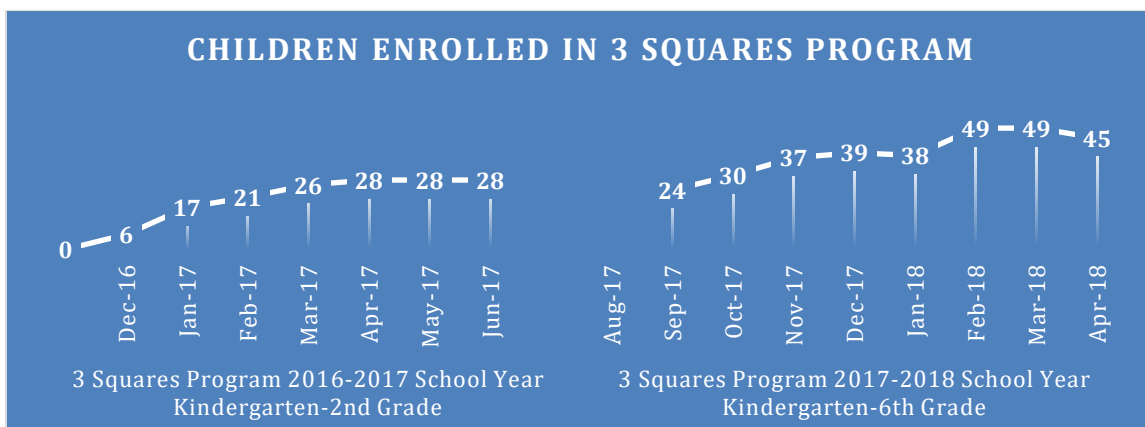 CHILDREN ENROLLED IN 3 SQUARES PROGRAM
0
6
17
21
26
28
28
28
24
30
37
39
38
49
49
45
Dec-16
Jan-17
Feb-17
Mar-17
Apr-17
May-17
Jun-17
Aug-17
Sep-17
Oct-17
Nov-17
Dec-17
Jan-18
Feb-18
Mar-18
Apr-18
3 Squares Program 2016-2017 School Year
Kindergarten-2nd Grade
3 Squares Program 2017-2018 School Year
Kindergarten-6th Grade